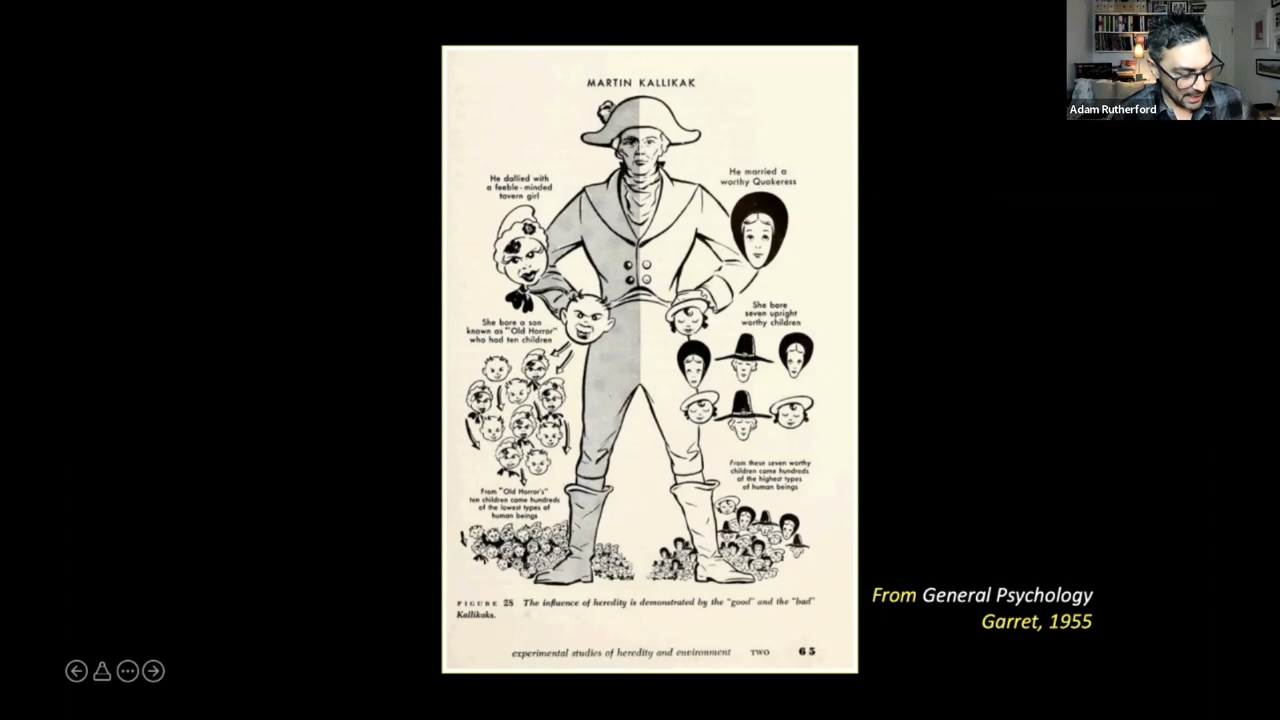 Adam Rutherford
MARTIN KALLIKAK
He dallied with
a feeble-minded
tavern girl
He married a
worthy Quakeress
She bore a son
known as "Old Horror"
who had ten children
She bore
seven upright
worthy children
From "Old Horror's"
ten children came hundreds
of the lowest types of
human beings
From these seven worthy
children came hundreds
of the highest types
of human beings
FIGURE 28 The influence of heredity is demonstrated by the "good" and the "bad"
Kallikaks.
experimental studies of heredity and environment TWO 65
From General Psychology
Garret, 1955